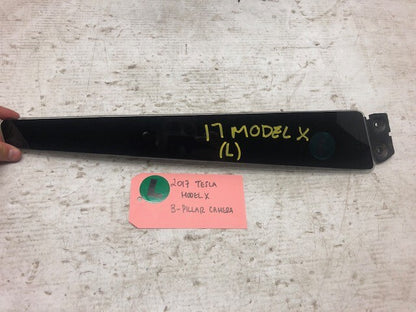 17 MODEL X
(L)
L
2017 TESLA
MODEL X
B-PILLAR CAMERA